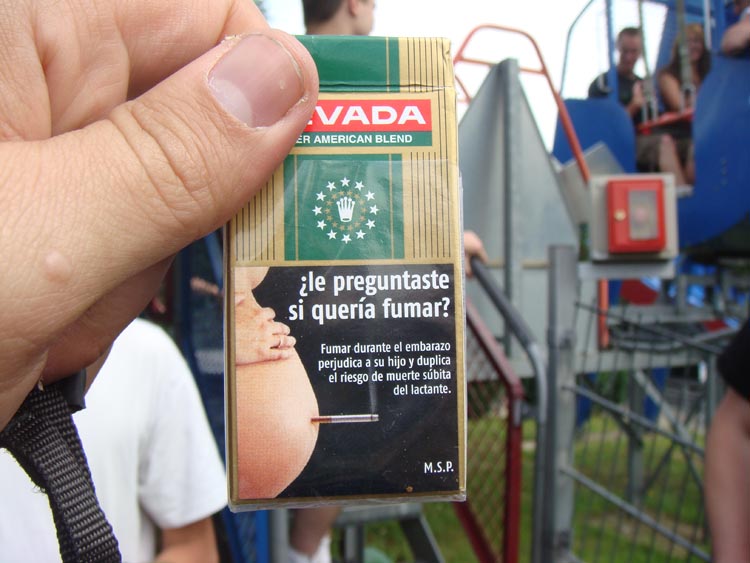 EVADA
ER AMERICAN BLEND
¿le preguntaste
si quería fumar?
Fumar durante el embarazo
perjudica a su hijo y duplica
el riesgo de muerte súbita
del lactante.
M.S.P.